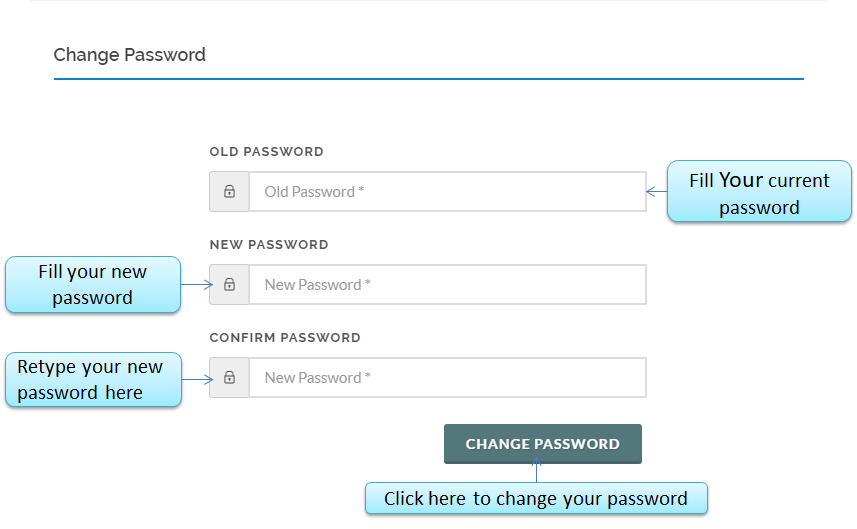 Change Password
OLD PASSWORD
Old Password *
Fill Your current
password
NEW PASSWORD
New Password *
Fill your new
password
CONFIRM PASSWORD
New Password *
Retype your new
password here
CHANGE PASSWORD
Click here to change your password